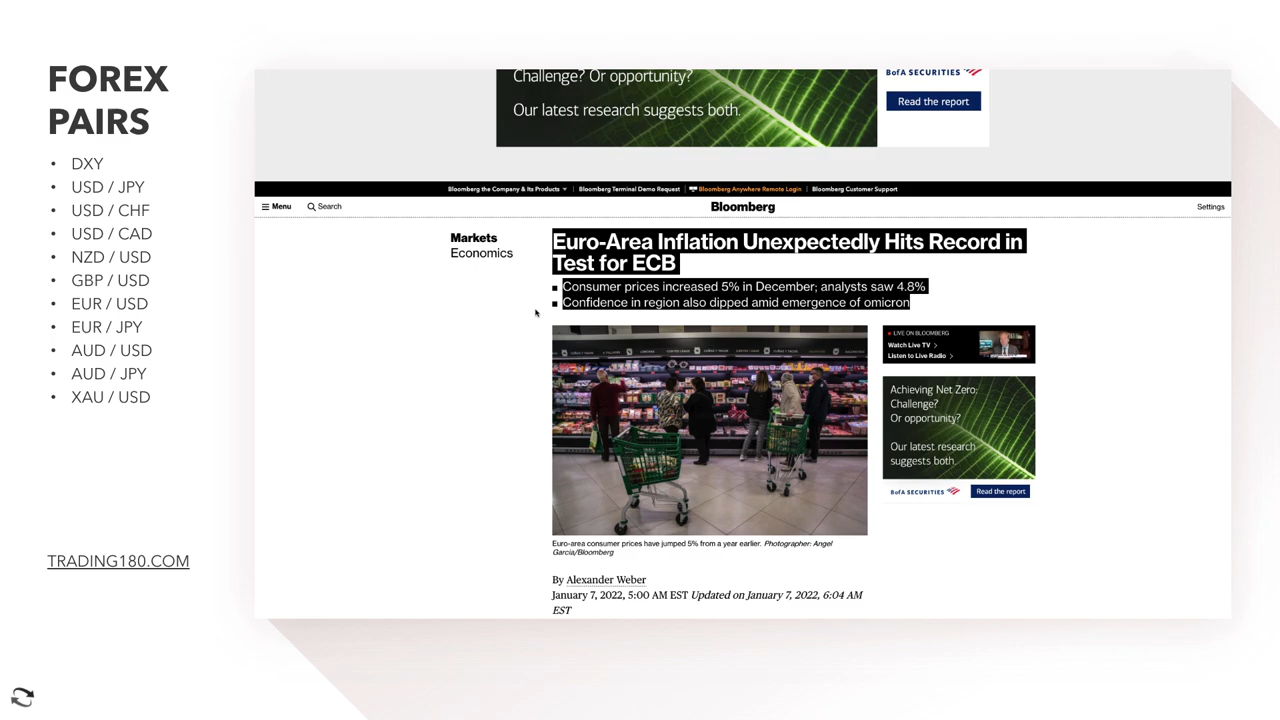 FOREX
PAIRS
• DXY
• USD / JPY
• USD / CHF
• USD / CAD
• NZD / USD
• GBP / USD
• EUR / USD
• EUR / JPY
• AUD / USD
• AUD / JPY
• XAU / USD
TRADING180.COM
Challenge? Or opportunity?
Our latest research suggests both.
BofA SECURITIES
Read the report
Bloomberg the Company & Its Products | Bloomberg Terminal Demo Request | Bloomberg Anywhere Remote Login | Bloomberg Customer Support
Menu Search Bloomberg Settings
Markets
Economics
Euro-Area Inflation Unexpectedly Hits Record in
Test for ECB
Consumer prices increased 5% in December; analysts saw 4.8%
Confidence in region also dipped amid emergence of omicron
LIVE ON BLOOMBERG
Watch Live TV
Listen to Live Radio
Achieving Net Zero:
Challenge?
Or opportunity?
Our latest research
suggests both.
BofA SECURITIES Read the report
Euro-area consumer prices have jumped 5% from a year earlier. Photographer: Angel
Garcia/Bloomberg
By Alexander Weber
January 7, 2022, 5:00 AM EST Updated on January 7, 2022, 6:04 AM
EST